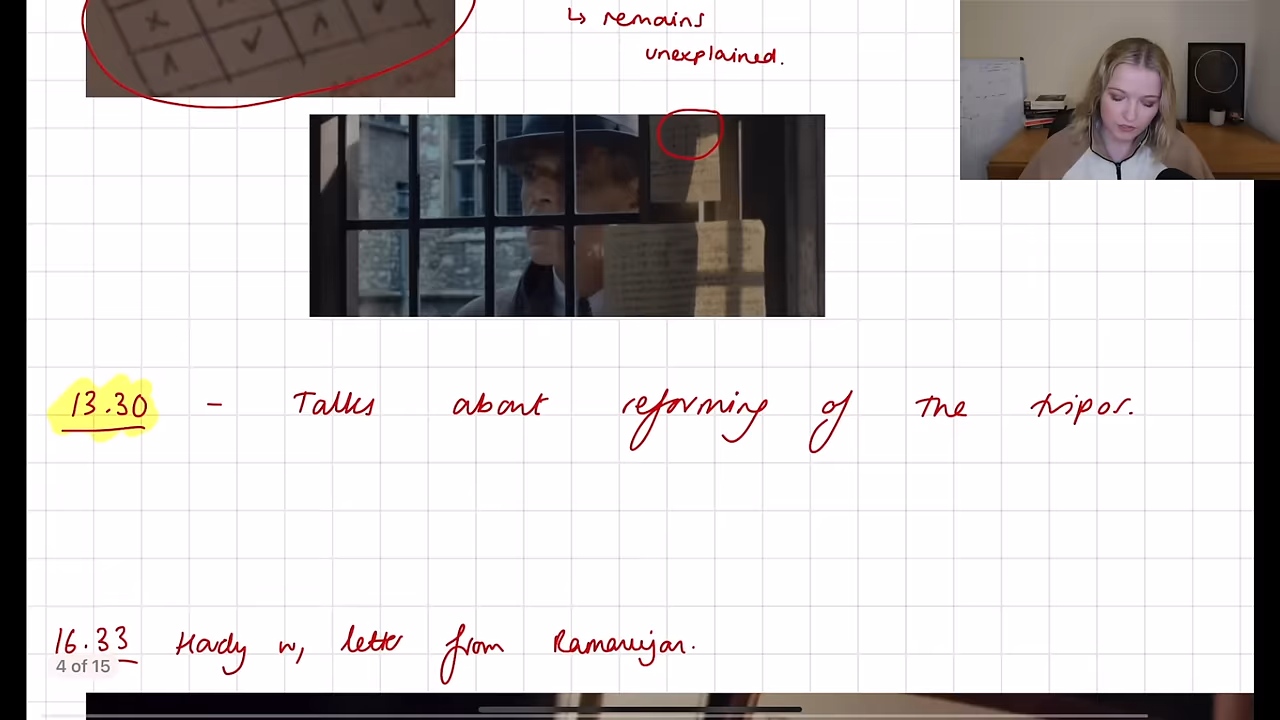 ↳ remains
unexplained.
13.30 - Talks about reforming of the tripos.
16.33 Hardy w, letter from Ramanujan.
4 of 15